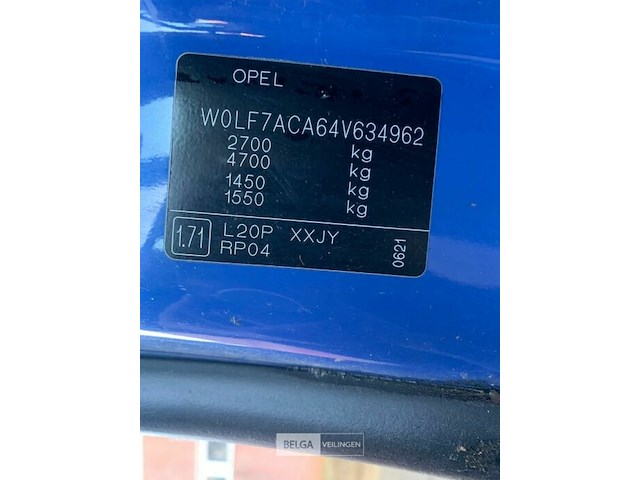 OPEL
W0LF7ACA64V634962
2700 kg
4700 kg
1450 kg
1550 kg
1.71 L20P XXJY
RP04
0621
BELGA VEILINGEN